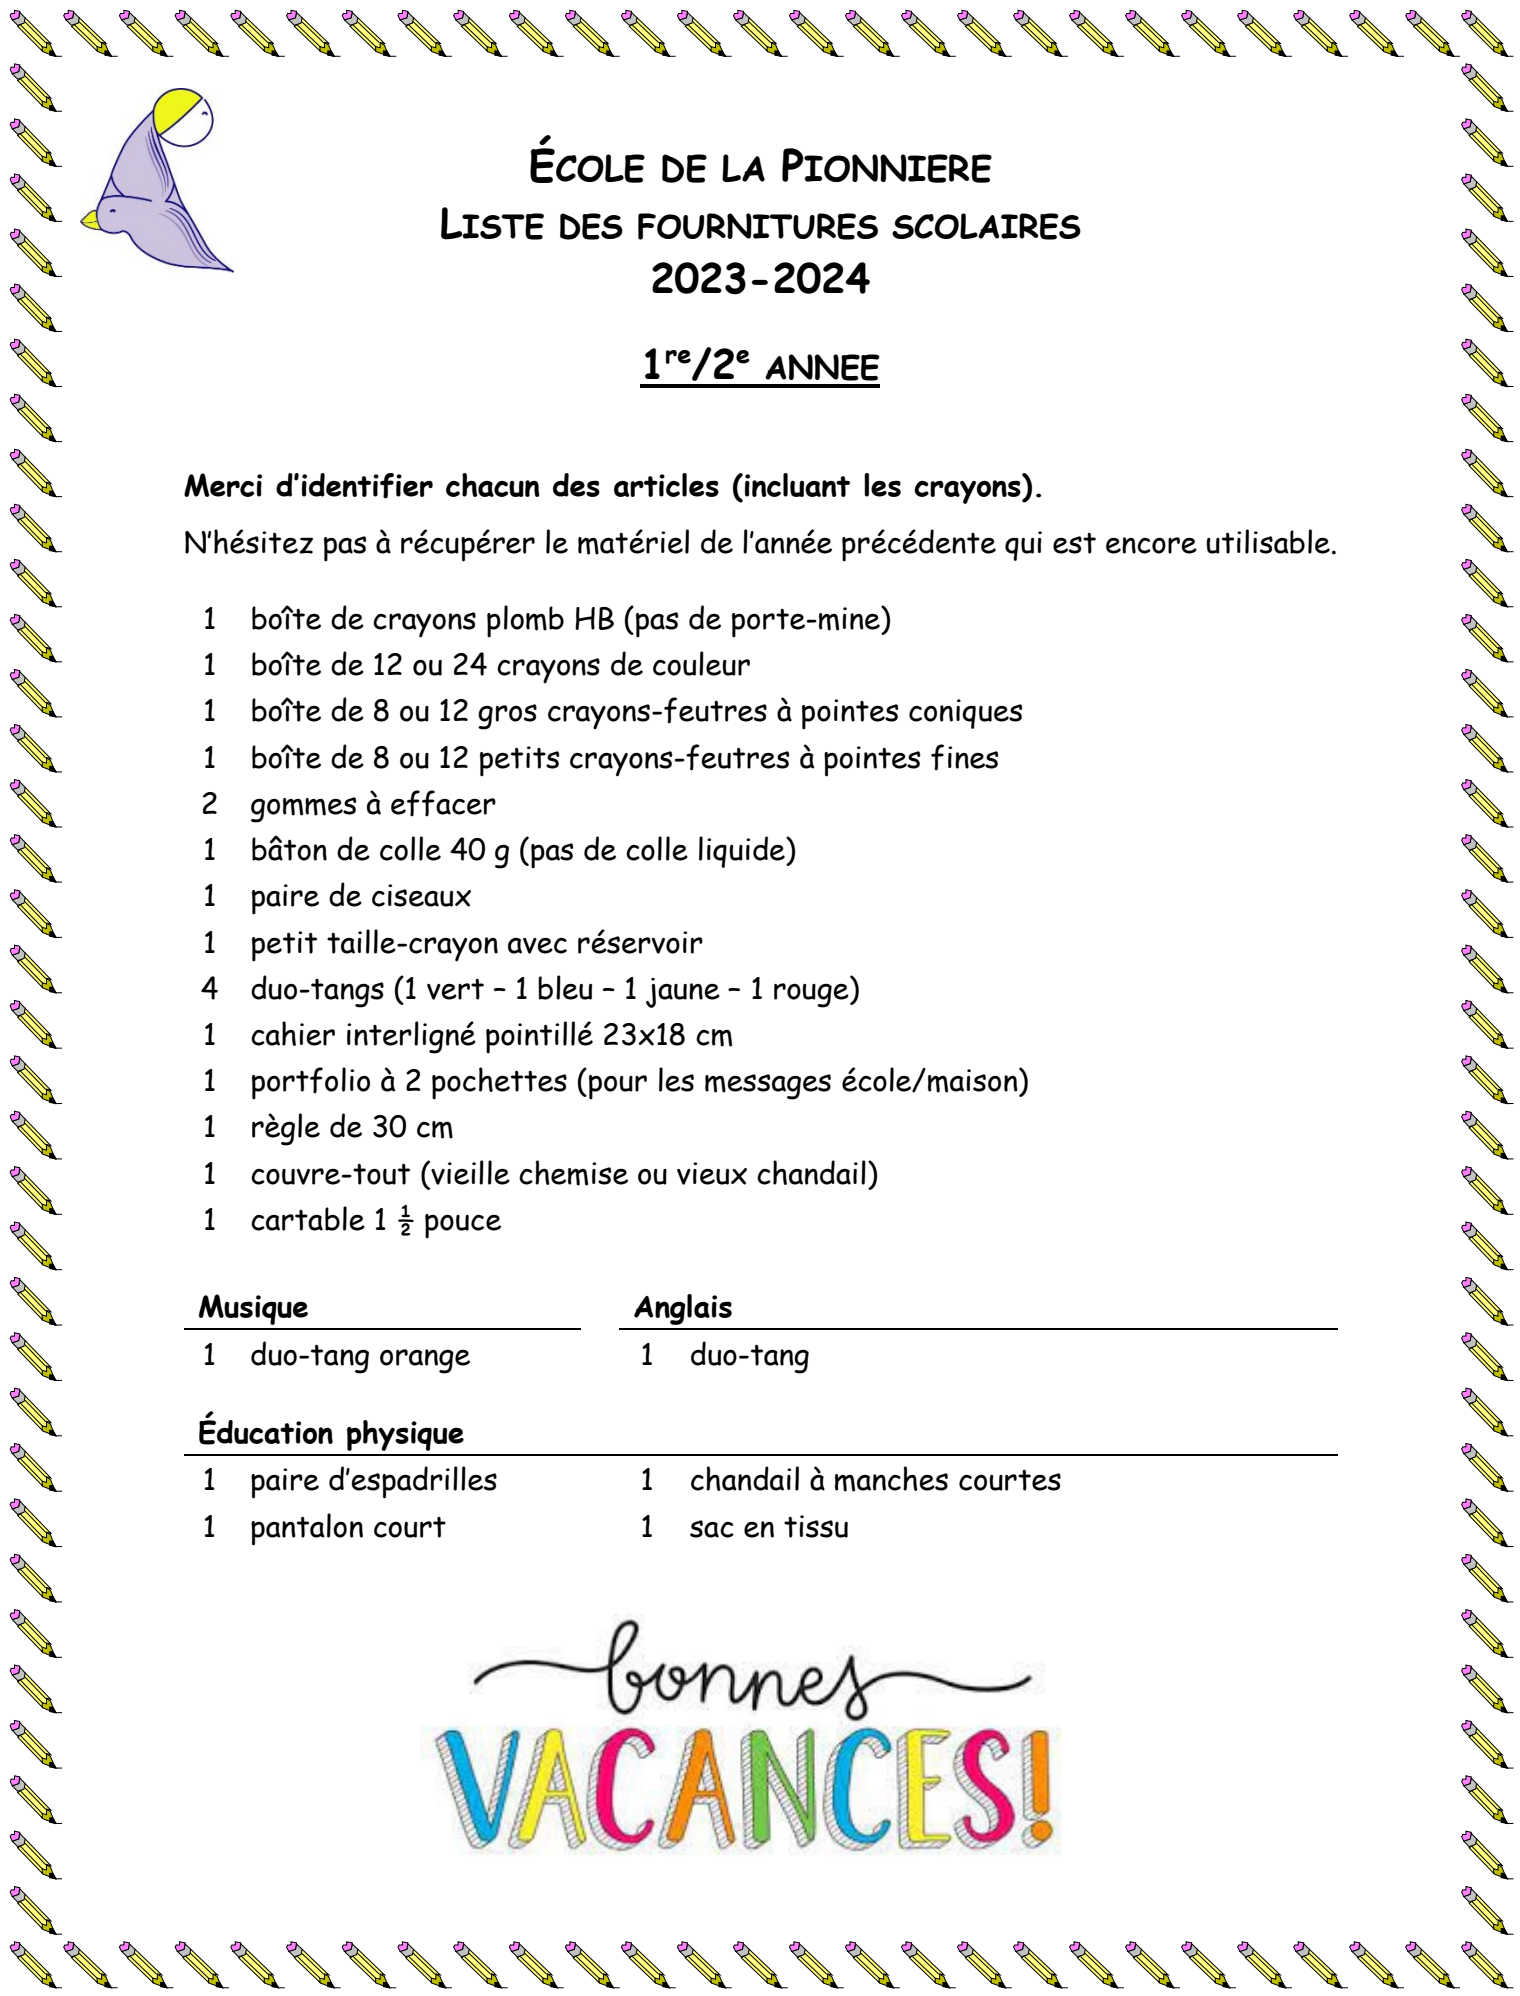 ÉCOLE DE LA PIONNIERE
LISTE DES FOURNITURES SCOLAIRES
2023-2024
1re/2e ANNEE
Merci d’identifier chacun des articles (incluant les crayons).
N’hésitez pas à récupérer le matériel de l’année précédente qui est encore utilisable.
1 boîte de crayons plomb HB (pas de porte-mine)
1 boîte de 12 ou 24 crayons de couleur
1 boîte de 8 ou 12 gros crayons-feutres à pointes coniques
1 boîte de 8 ou 12 petits crayons-feutres à pointes fines
2 gommes à effacer
1 bâton de colle 40 g (pas de colle liquide)
1 paire de ciseaux
1 petit taille-crayon avec réservoir
4 duo-tangs (1 vert – 1 bleu – 1 jaune – 1 rouge)
1 cahier interligné pointillé 23x18 cm
1 portfolio à 2 pochettes (pour les messages école/maison)
1 règle de 30 cm
1 couvre-tout (vieille chemise ou vieux chandail)
1 cartable 1 ½ pouce
Musique Anglais
1 duo-tang orange 1 duo-tang
Éducation physique
1 paire d’espadrilles 1 chandail à manches courtes
1 pantalon court 1 sac en tissu
bonnes
VACANCES!